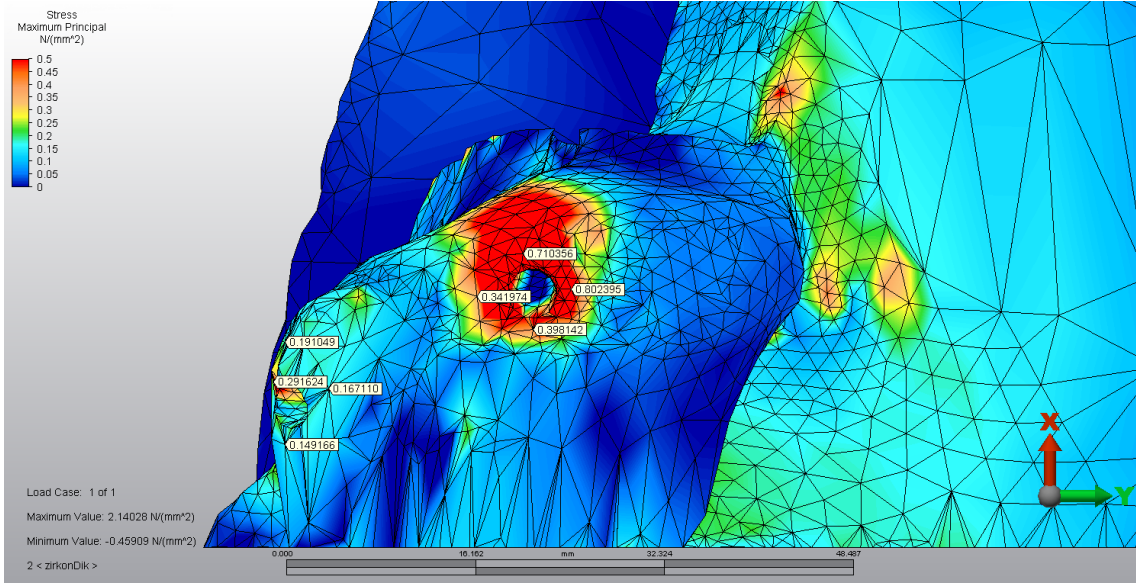 Stress
Maximum Principal
N/(mm^2)
0.5
0.45
0.4
0.35
0.3
0.25
0.2
0.15
0.1
0.05
0
0.710356
0.341974
0.802395
0.398142
0.191049
0.291624
0.167110
0.149166
X
Y
Load Case: 1 of 1
Maximum Value: 2.14028 N/(mm^2)
Minimum Value: -0.45909 N/(mm^2)
2 < zirkonDik >
0.000 16.162 mm 32.324 48.487